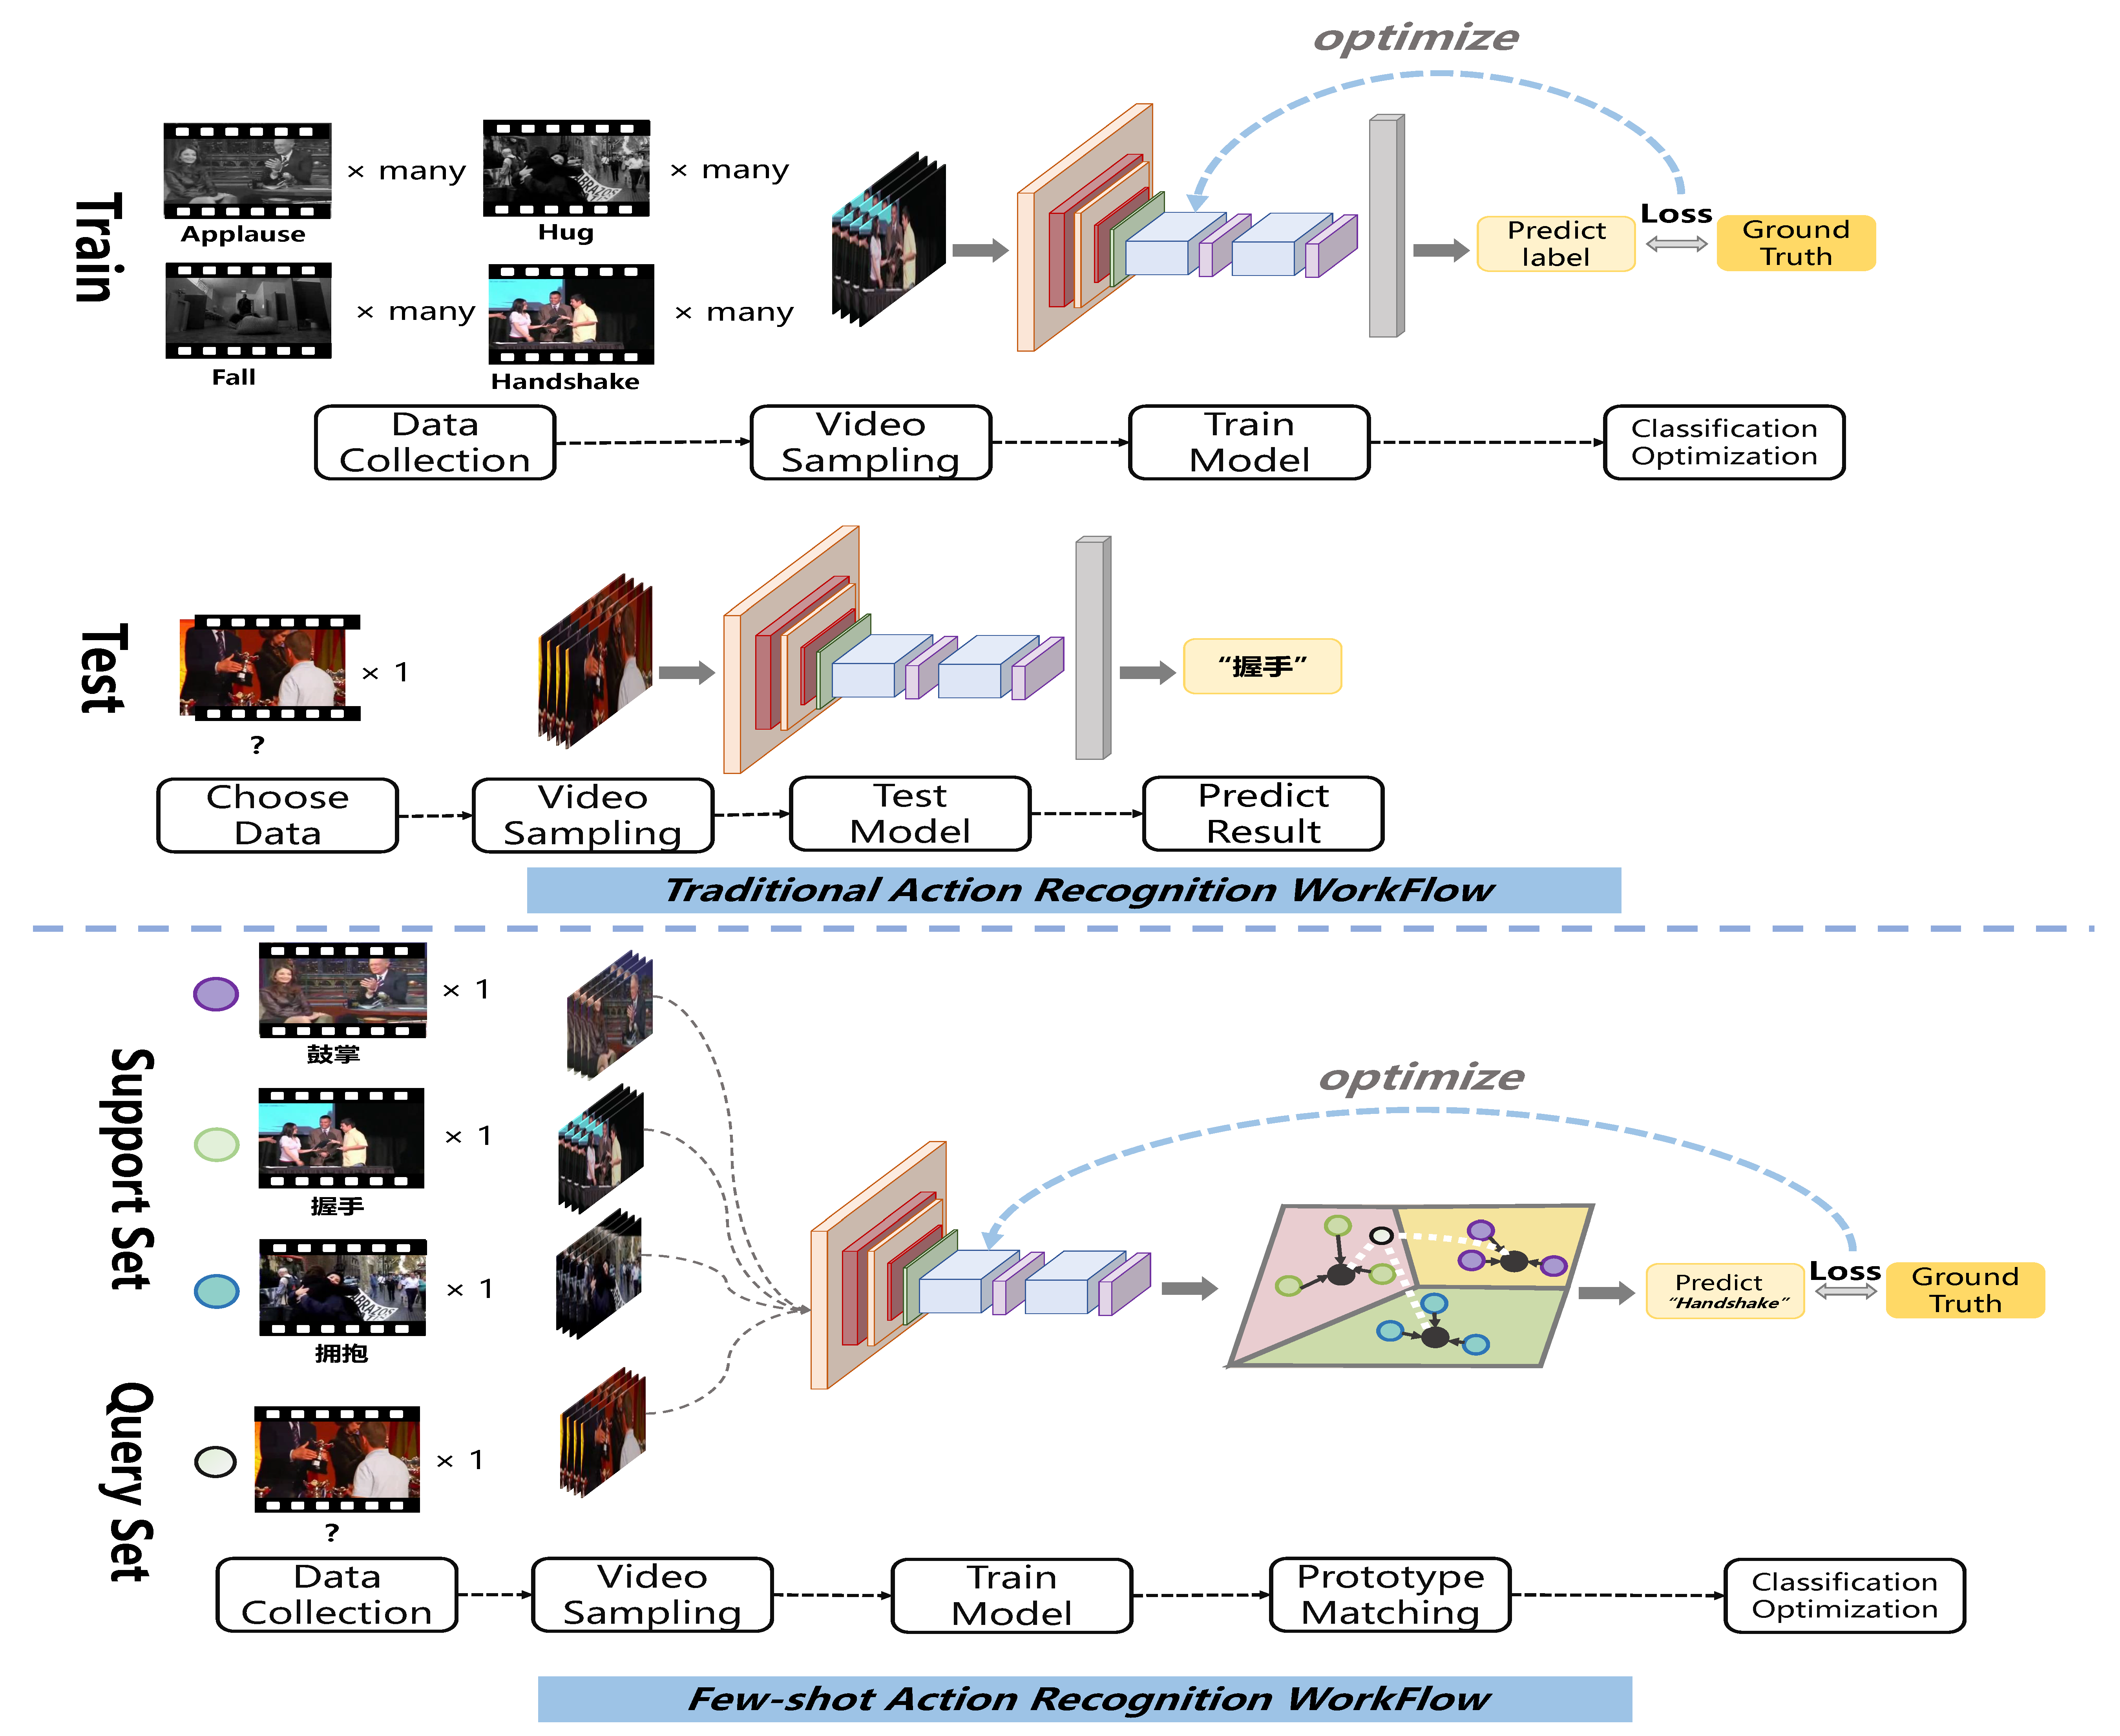 optimize
Train
× many
× many
Applause
Hug
× many
× many
Fall
Handshake
Predict
label
Loss
Ground
Truth
Data
Collection
Video
Sampling
Train
Model
Classification
Optimization
Test
× 1
?
“握手”
Choose
Data
Video
Sampling
Test
Model
Predict
Result
Traditional Action Recognition WorkFlow
Support Set
× 1
鼓掌
× 1
握手
ABRAZOS
× 1
拥抱
Query Set
× 1
?
optimize
Predict
“Handshake”
Loss
Ground
Truth
Data
Collection
Video
Sampling
Train
Model
Prototype
Matching
Classification
Optimization
Few-shot Action Recognition WorkFlow